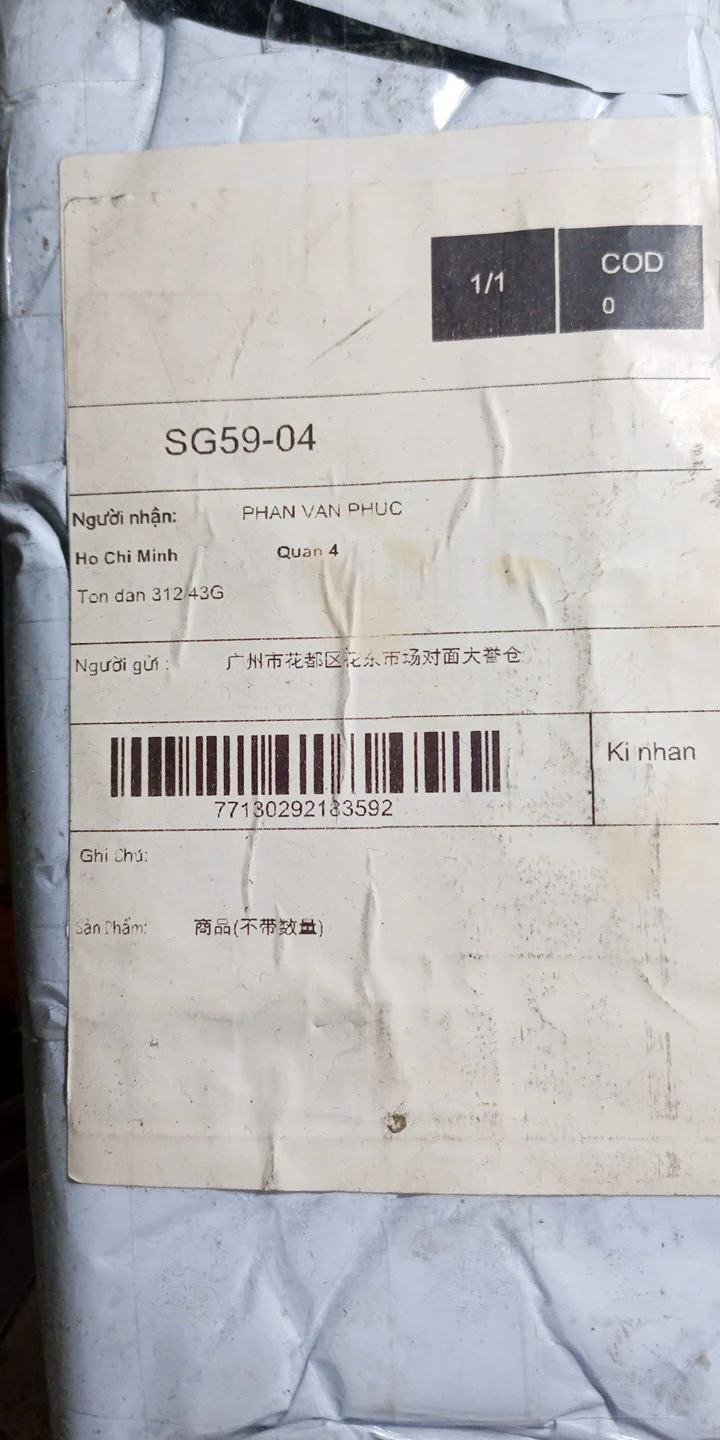 1/1
COD
0
SG59-04
Người nhận: PHAN VAN PHUC
Ho Chi Minh Quan 4
Ton dan 312/43G
Người gửi : 广州市花都区花东市场对面大誉仓
77130292183592
Ki nhan
Ghi Chú:
Sản Phẩm: 商品(不带数量)